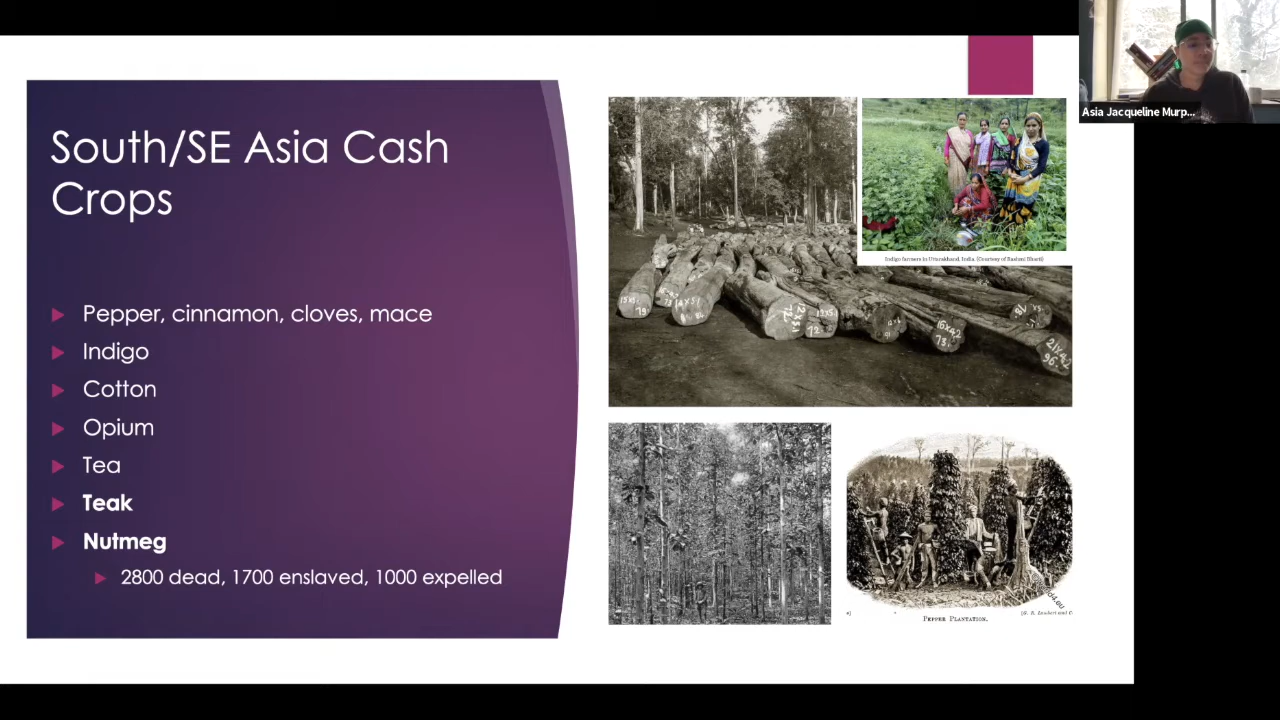 South/SE Asia Cash
Crops
Pepper, cinnamon, cloves, mace
Indigo
Cotton
Opium
Tea
Teak
Nutmeg
2800 dead, 1700 enslaved, 1000 expelled
Indigo farmers in Uttarakhand, India. (Courtesy of Rashmi Bharti)
PEPPER PLANTATION.
Asia Jacqueline Murp...